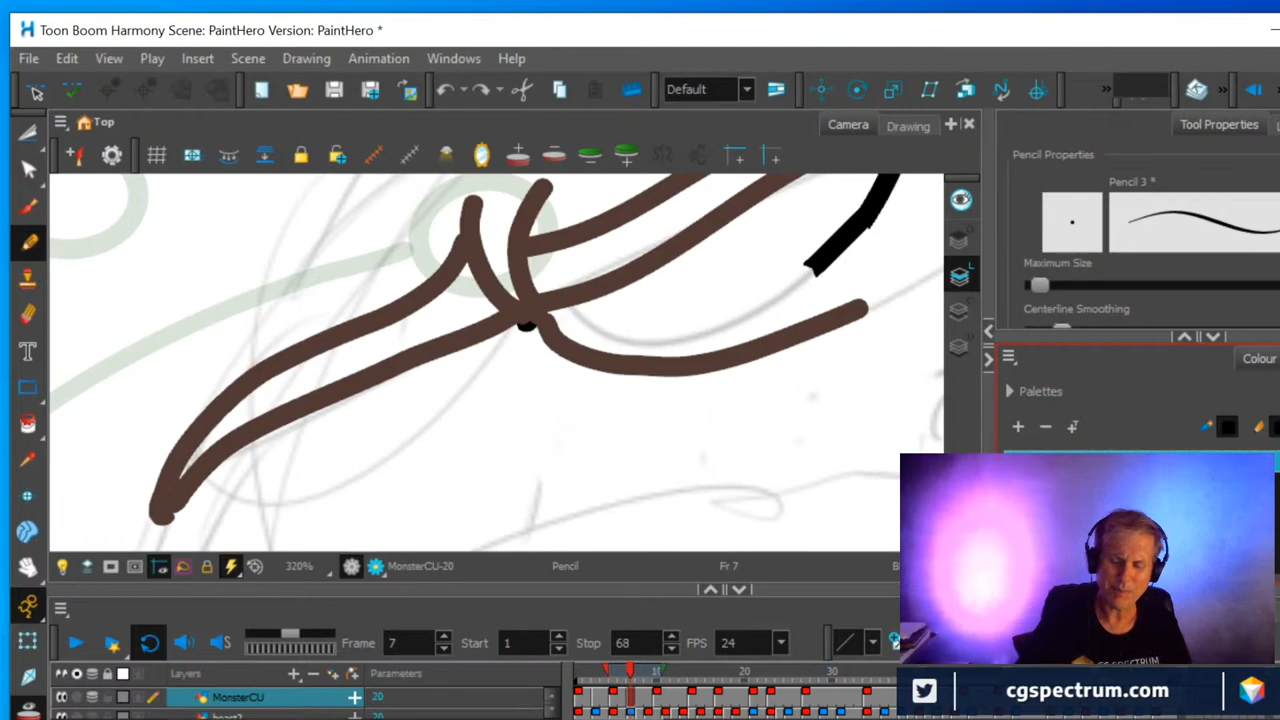 Toon Boom Harmony Scene: PaintHero Version: PaintHero *
File Edit View Play Insert Scene Drawing Animation Windows Help
Default
Top Camera Drawing Tool Properties
Pencil Properties
Pencil 3 *
Maximum Size
Centerline Smoothing
Colour
Palettes
320% MonsterCU-20 Pencil Fr 7
Frame 7 Start 1 Stop 68 FPS 24
Layers Parameters 10 20 30
MonsterCU 20
20
cgspectrum.com